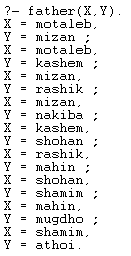 ?- father(X,Y).
X = motaleb,
Y = mizan ;
X = motaleb,
Y = kashem ;
X = mizan,
Y = rashik ;
X = mizan,
Y = nakiba ;
X = kashem,
Y = shohan ;
X = rashik,
Y = mahin ;
X = shohan,
Y = shamim ;
X = mahin,
Y = mugdho ;
X = shamim,
Y = athoi.